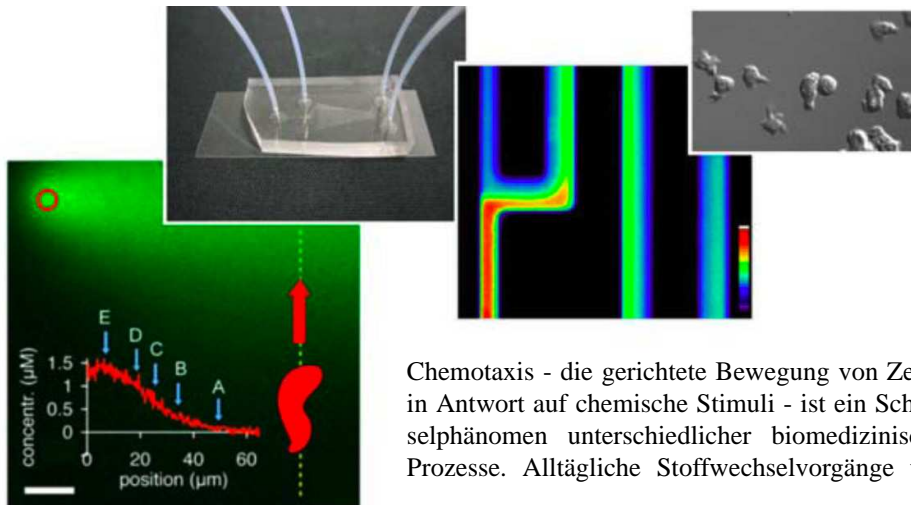 E
D
C
B
A
concentr. (µM)
1.5
1
0.5
0
0
20
40
60
position (µm)
Chemotaxis - die gerichtete Bewegung von Ze
in Antwort auf chemische Stimuli - ist ein Sch
selphänomen unterschiedlicher biomedizinis
Prozesse. Alltägliche Stoffwechselvorgänge